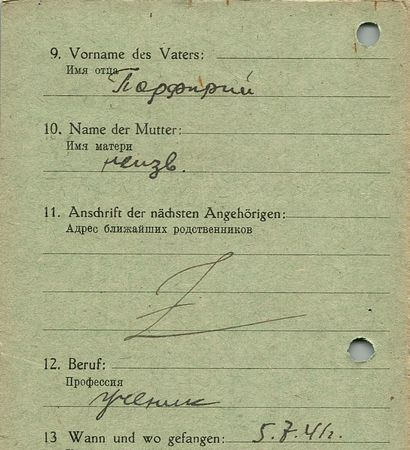 9. Vorname des Vaters:
Имя отца
Порфирий
10. Name der Mutter:
Имя матери
неизв.
11. Anschrift der nächsten Angehörigen:
Адрес ближайших родственников
12. Beruf:
Профессия
ученик
13 Wann und wo gefangen: 5.7.41г.